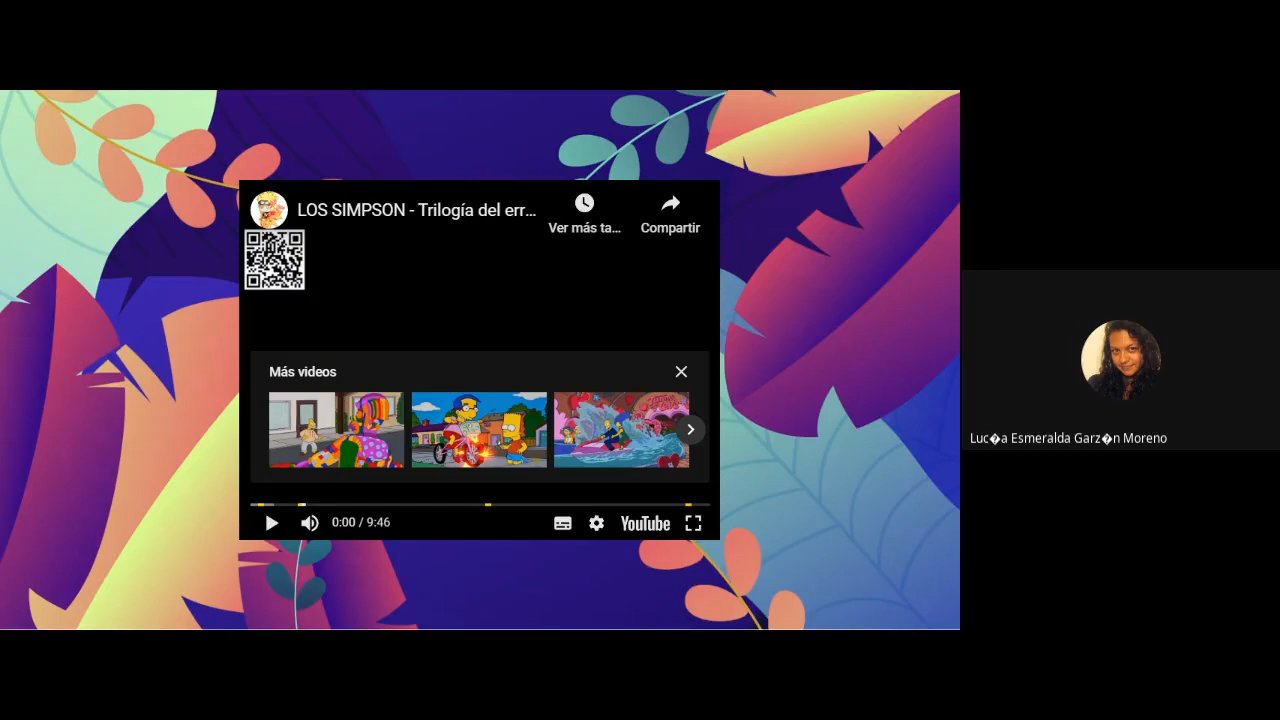 LOS SIMPSON - Trilogía del err...
Ver más ta...
Compartir
Más videos
0:00 / 9:46
YouTube
Luc�a Esmeralda Garz�n Moreno